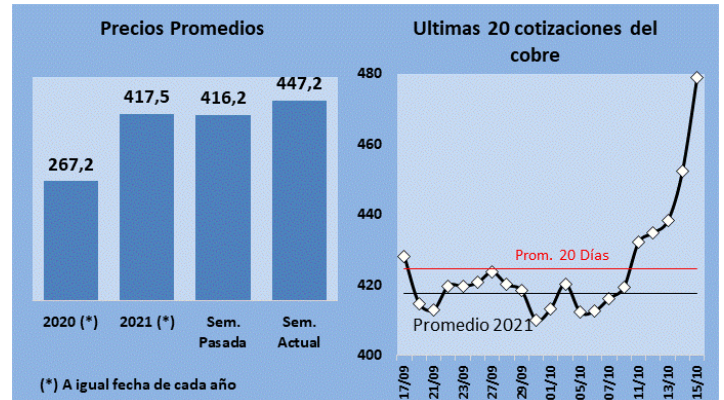 Precios Promedios
447,2
417,5
416,2
267,2
2020 (*)
2021 (*)
Sem.
Pasada
Sem.
Actual
(*) A igual fecha de cada año
Ultimas 20 cotizaciones del
cobre
480
460
440
420
400
Prom. 20 Días
Promedio 2021
17/09
21/09
23/09
27/09
29/09
01/10
05/10
07/10
11/10
13/10
15/10